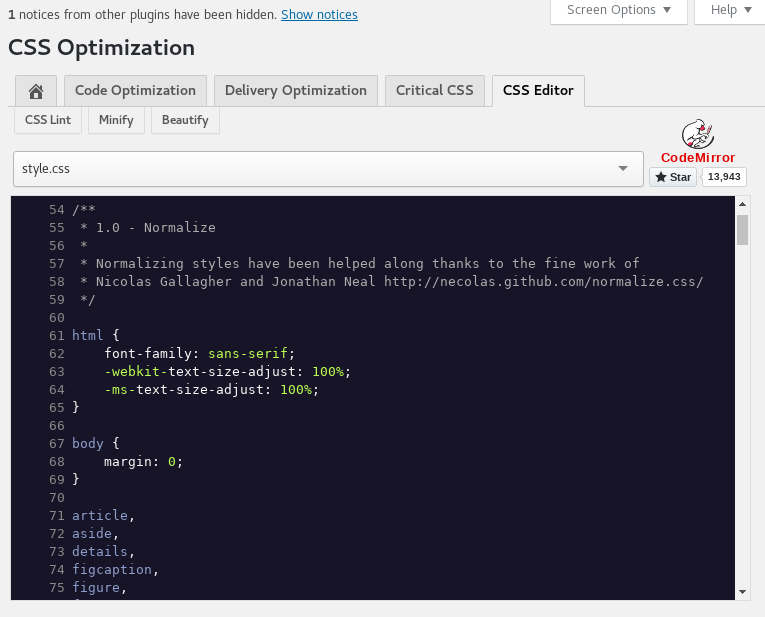 1 notices from other plugins have been hidden. Show notices
Screen Options ▼ Help ▼
CSS Optimization
Code Optimization Delivery Optimization Critical CSS CSS Editor
CSS Lint Minify Beautify
CodeMirror
style.css
Star 13,943
54 /**
55  * 1.0 - Normalize
56  *
57  * Normalizing styles have been helped along thanks to the fine work of
58  * Nicolas Gallagher and Jonathan Neal http://necolas.github.com/normalize.css/
59  */
60
61 html {
62     font-family: sans-serif;
63     -webkit-text-size-adjust: 100%;
64     -ms-text-size-adjust: 100%;
65 }
66
67 body {
68     margin: 0;
69 }
70
71 article,
72 aside,
73 details,
74 figcaption,
75 figure,